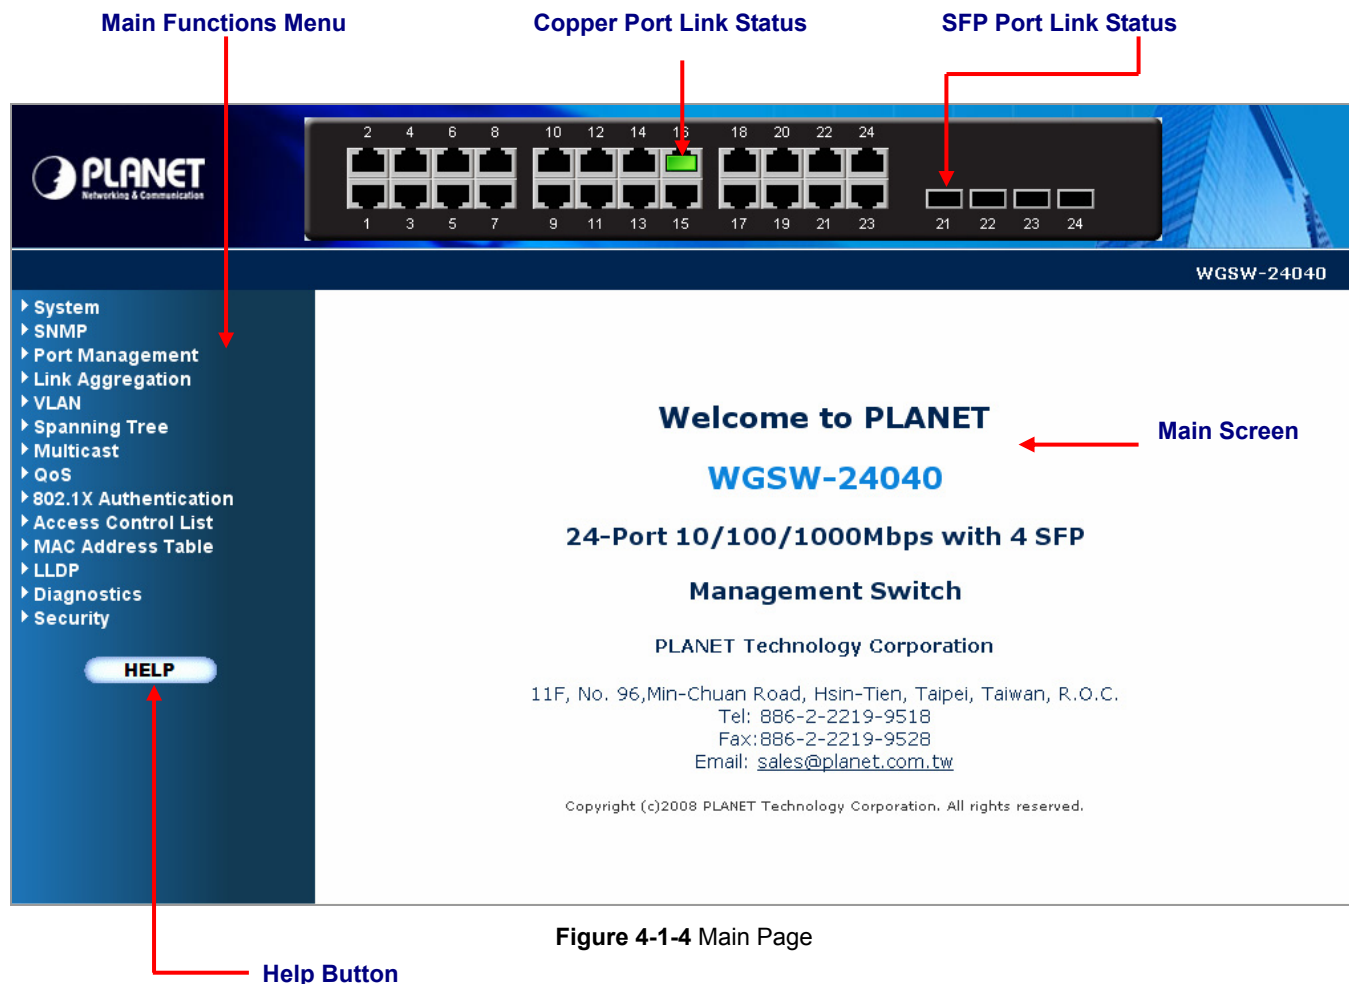 Main Functions Menu
Copper Port Link Status
SFP Port Link Status
PLANET
Networking & Communication
2 4 6 8 10 12 14 16 18 20 22 24
1 3 5 7 9 11 13 15 17 19 21 23 21 22 23 24
WGSW-24040
System
SNMP
Port Management
Link Aggregation
VLAN
Spanning Tree
Multicast
QoS
802.1X Authentication
Access Control List
MAC Address Table
LLDP
Diagnostics
Security
HELP
Welcome to PLANET
WGSW-24040
24-Port 10/100/1000Mbps with 4 SFP
Management Switch
PLANET Technology Corporation
11F, No. 96,Min-Chuan Road, Hsin-Tien, Taipei, Taiwan, R.O.C.
Tel: 886-2-2219-9518
Fax:886-2-2219-9528
Email: sales@planet.com.tw
Copyright (c)2008 PLANET Technology Corporation. All rights reserved.
Main Screen
Figure 4-1-4 Main Page
Help Button